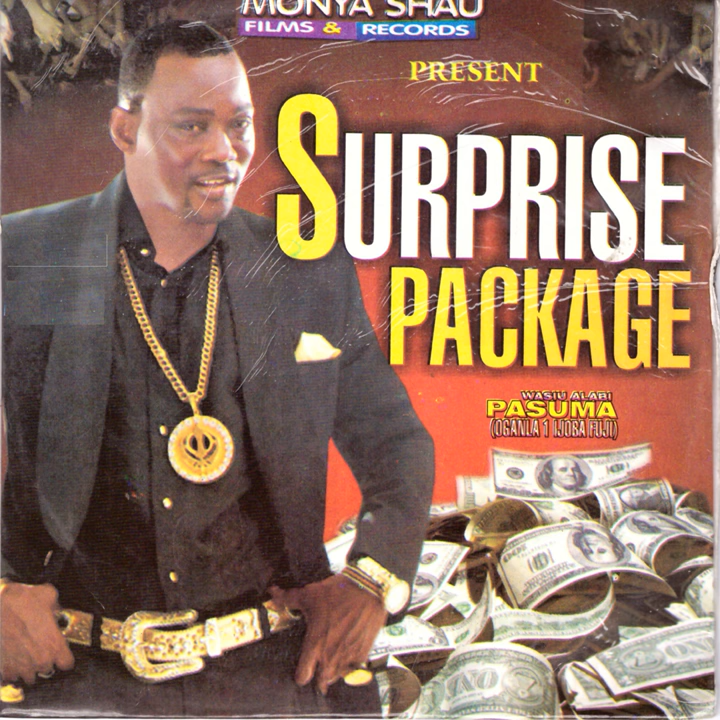 MONYA SHAU
FILMS & RECORDS
PRESENT
SURPRISE
PACKAGE
WASIU ALABI
PASUMA
(OGANLA 1 IJOBA FUJI)